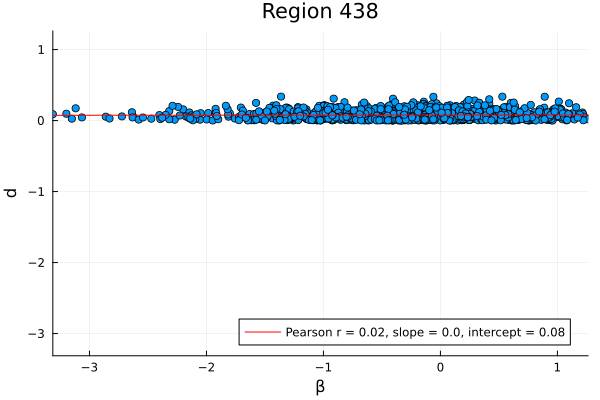 Region 438
1
0
−1
−2
−3
d
Pearson r = 0.02, slope = 0.0, intercept = 0.08
−3 −2 −1 0 1
β